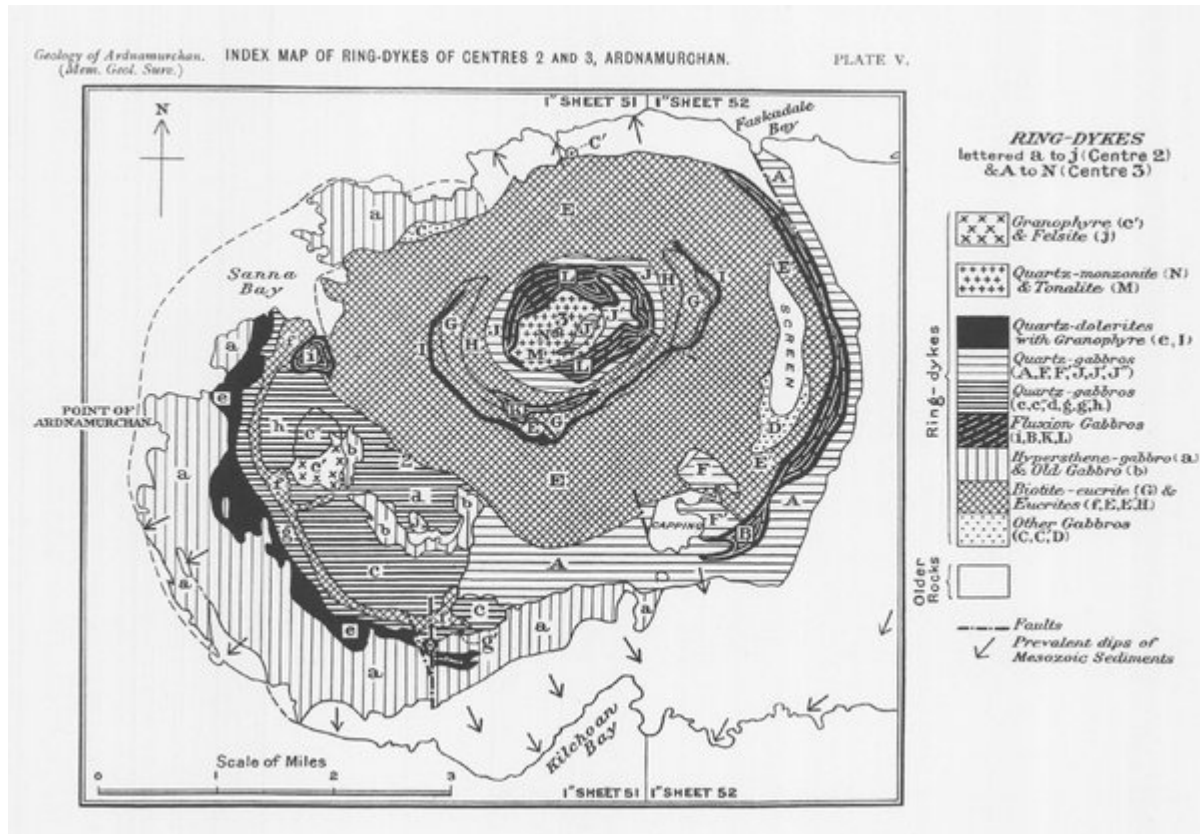 Geology of Ardnamurchan.
(Mem. Geol. Surv.)
INDEX MAP OF RING-DYKES OF CENTRES 2 AND 3, ARDNAMURCHAN.
PLATE V.
1" SHEET 51
1" SHEET 52
N
Faskadale
Bay
C'
A
E
a
c
Sanna
Bay
L
J
H
I
G
E
SCREEN
3
J
G
H
I
J
M
L
a
f
i
e
POINT OF
ARDNAMURCHAN
h
c'
b
2
D
E
E
G
E
F
F'
CAPPING
B
A
A
f
g
d
b
b
c
a
a
e
c
g
a
a
a
Kilchoan
Bay
Scale of Miles
0 1 2 3
1" SHEET 51
1" SHEET 52
RING-DYKES
lettered a to j (Centre 2)
& A to N (Centre 3)
Granophyre (c')
& Felsite (j)
Quartz-monzonite (N)
& Tonalite (M)
Quartz-dolerites
with Granophyre (e, I)
Quartz-gabbros
(A, F, F', J, J', J")
Quartz-gabbros
(c, c', d, g, g', h)
Fluxion Gabbros
(i, B, K, L)
Hypersthene-gabbro (a)
& Old Gabbro (b)
Biotite-eucrite (G) &
Eucrites (f, E, E', H)
Other Gabbros
(C, C', D)
Ring-dykes
Older
Rocks
Faults
Prevalent dips of
Mesozoic Sediments